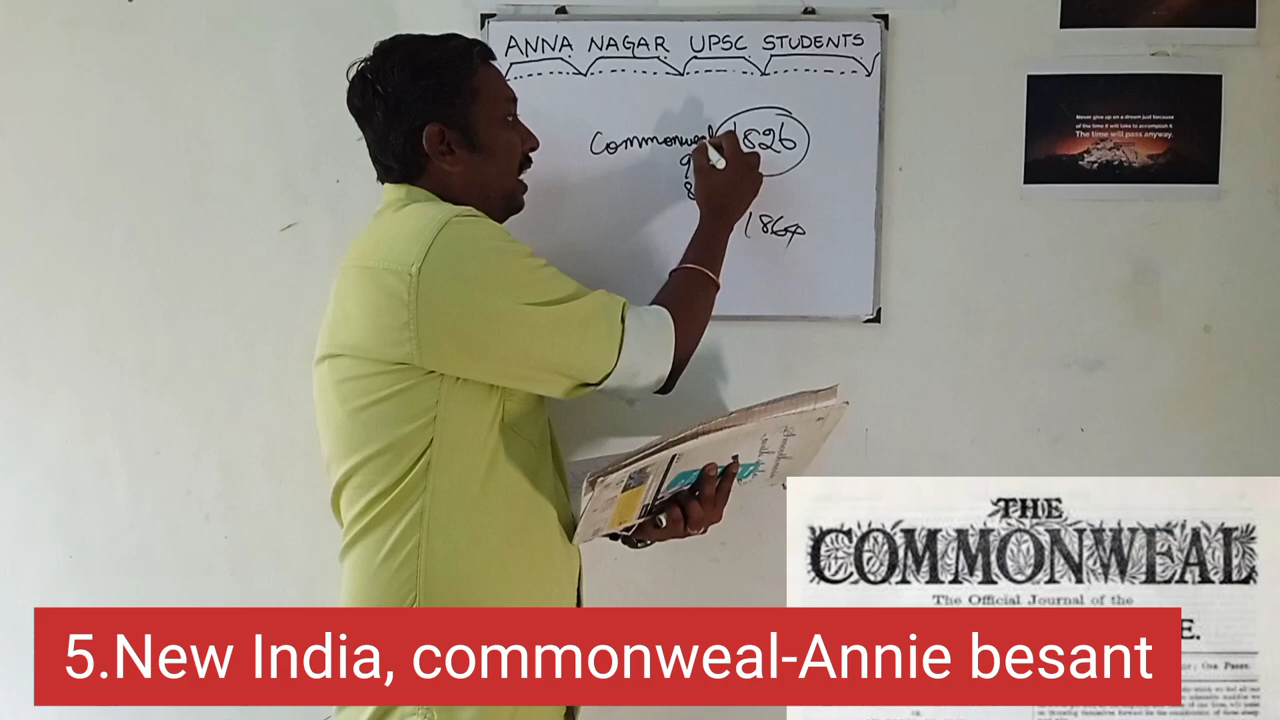 ANNA NAGAR UPSC STUDENTS
Commonweal 1826
1864
Never give up on a dream just because
of the time it will take to accomplish it.
The time will pass anyway.
THE
COMMONWEAL
The Official Journal of the
E.
5.New India, commonweal-Annie besant